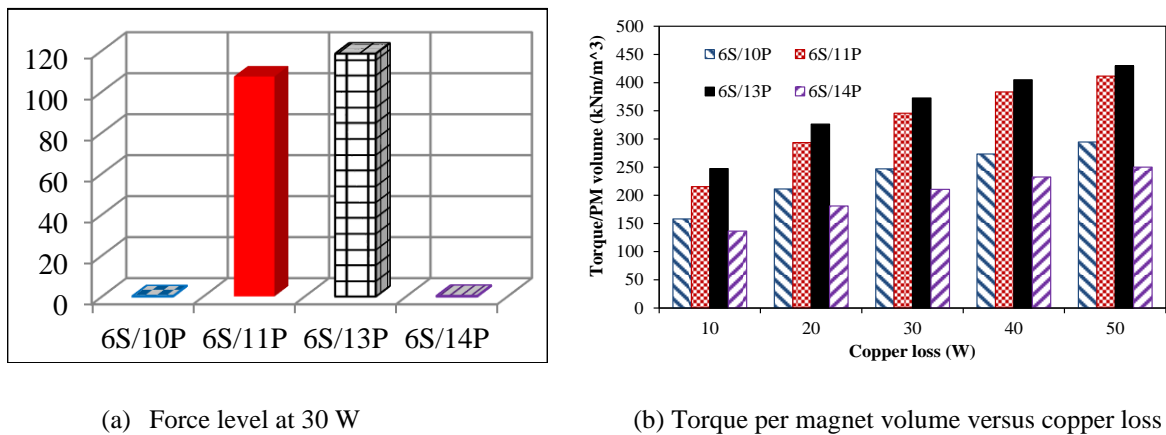 120
100
80
60
40
20
0
6S/10P 6S/11P 6S/13P 6S/14P
(a) Force level at 30 W
Torque/PM volume (kNm/m^3)
500
450
400
350
300
250
200
150
100
50
0
6S/10P 6S/11P
6S/13P 6S/14P
10 20 30 40 50
Copper loss (W)
(b) Torque per magnet volume versus copper loss